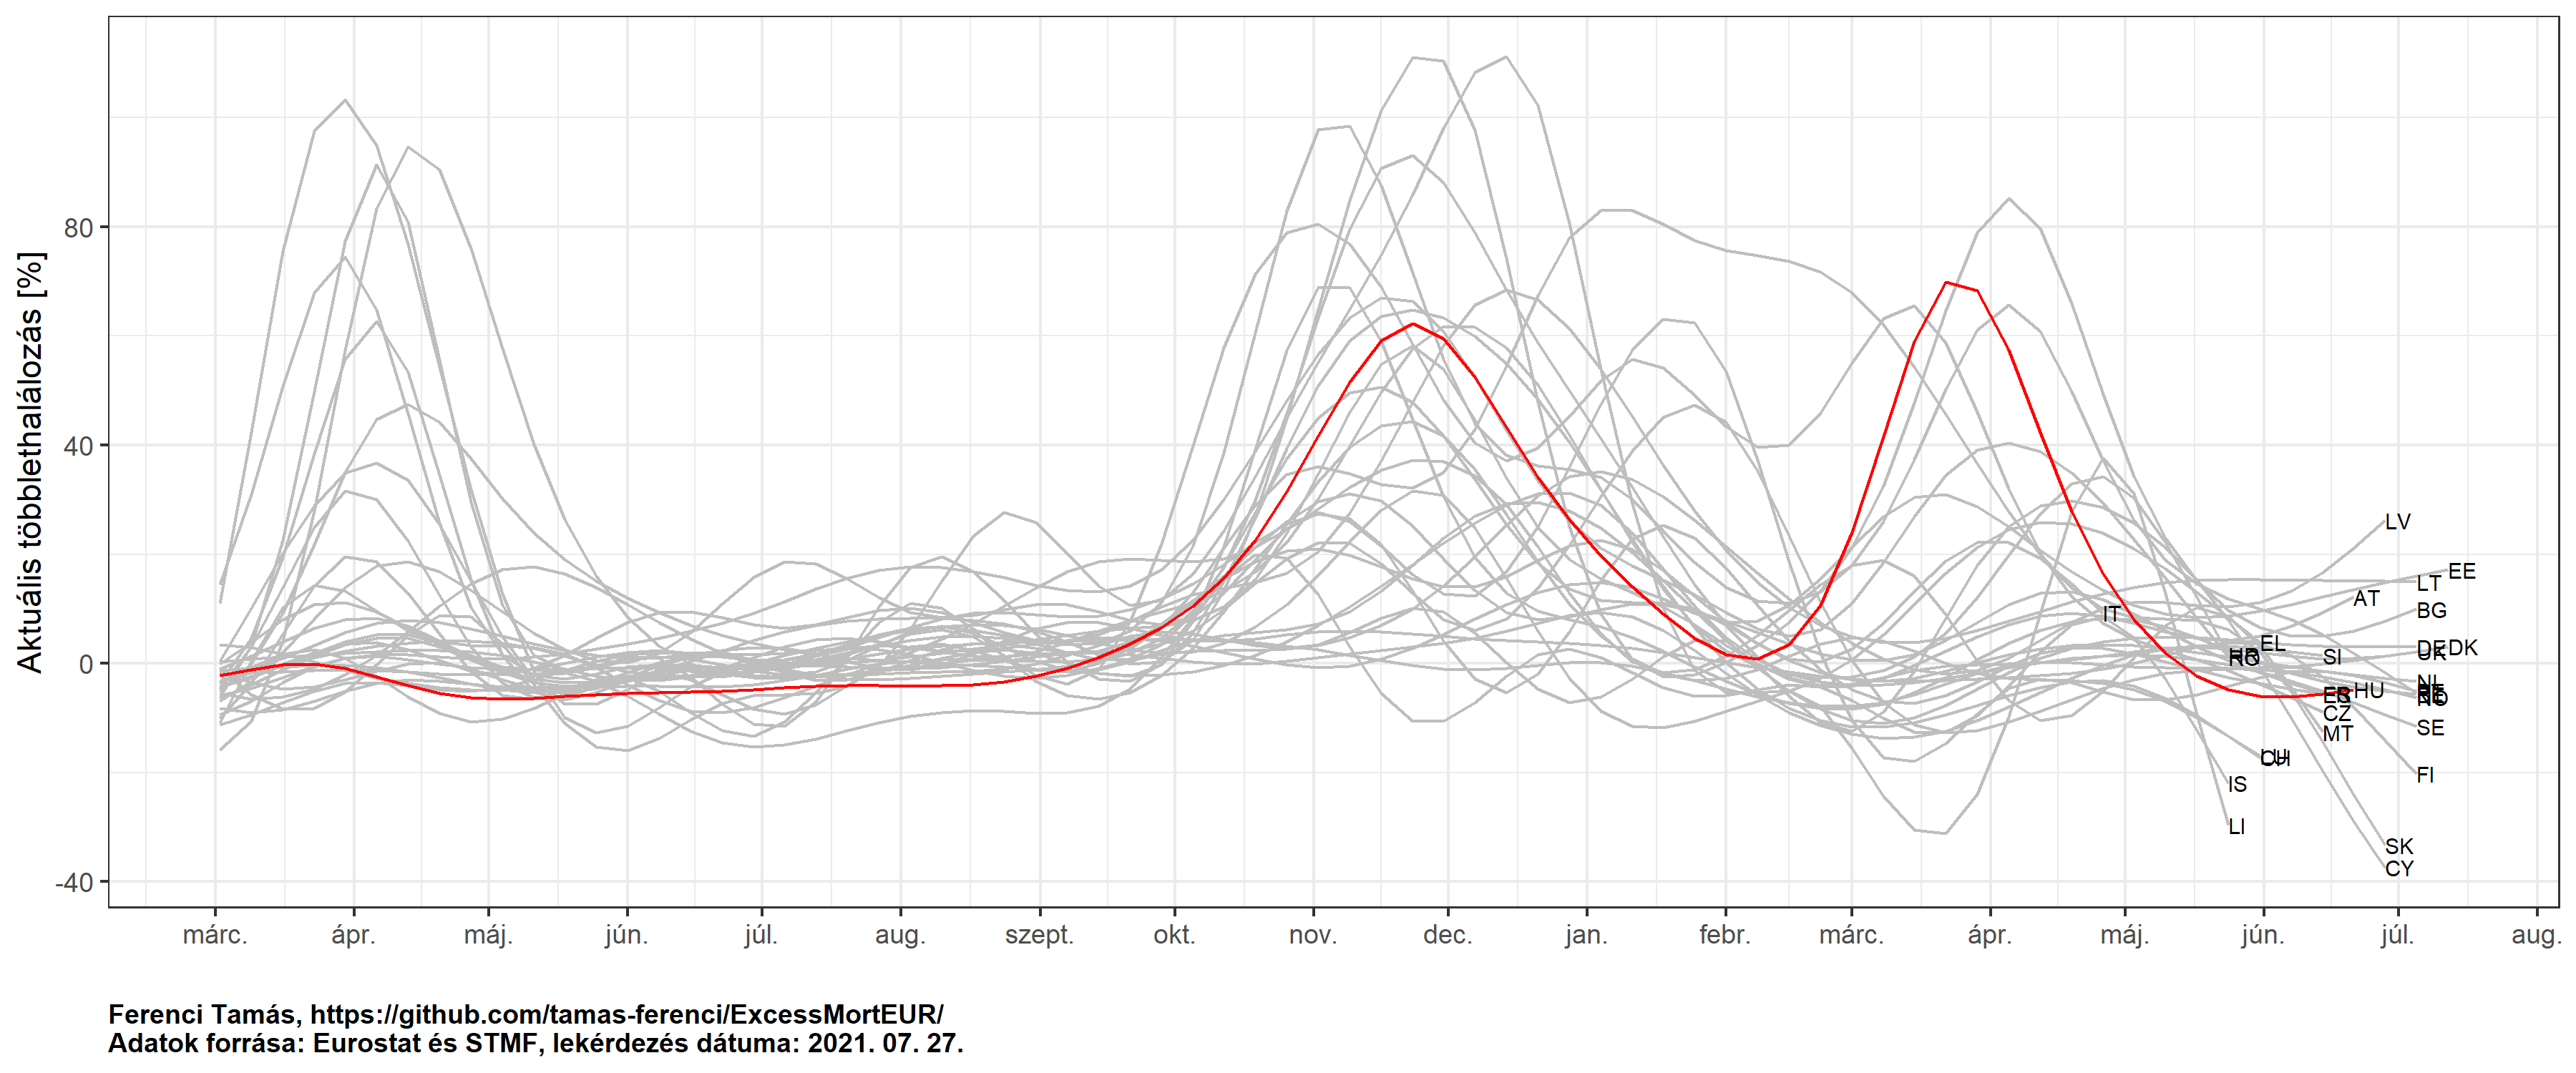 Aktuális többlethalálozás [%]
80
40
0
-40
LV
EE
LT
AT
BG
IT
EL
DK
SI
NL
HU
NO
CZ
SE
MT
CH
FI
IS
LI
SK
CY
márc. ápr. máj. jún. júl. aug. szept. okt. nov. dec. jan. febr. márc. ápr. máj. jún. júl. aug.
Ferenci Tamás, https://github.com/tamas-ferenci/ExcessMortEUR/
Adatok forrása: Eurostat és STMF, lekérdezés dátuma: 2021. 07. 27.